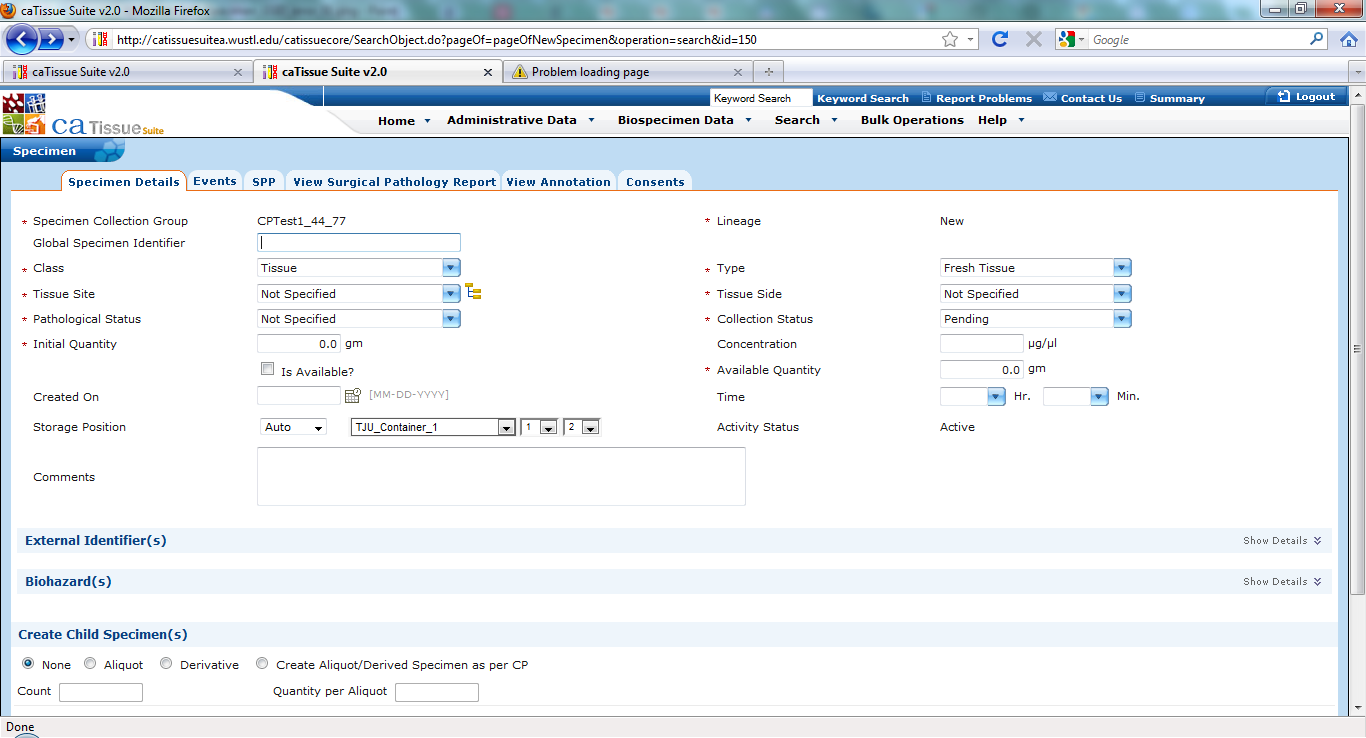 caTissue Suite v2.0 - Mozilla Firefox
http://catissuesuitea.wustl.edu/catissuecore/SearchObject.do?pageOf=pageOfNewSpecimen&operation=search&id=150
Google
caTissue Suite v2.0
caTissue Suite v2.0
Problem loading page
Keyword Search Keyword Search Report Problems Contact Us Summary Logout
ca Tissue Suite
Home Administrative Data Biospecimen Data Search Bulk Operations Help
Specimen
Specimen Details Events SPP View Surgical Pathology Report View Annotation Consents
* Specimen Collection Group CPTest1_44_77 * Lineage New
Global Specimen Identifier
* Class Tissue * Type Fresh Tissue
* Tissue Site Not Specified * Tissue Side Not Specified
* Pathological Status Not Specified * Collection Status Pending
* Initial Quantity 0.0 gm Concentration µg/µl
Is Available? * Available Quantity 0.0 gm
Created On [MM-DD-YYYY] Time Hr. Min.
Storage Position Auto TJU_Container_1 1 2 Activity Status Active
Comments
External Identifier(s) Show Details
Biohazard(s) Show Details
Create Child Specimen(s)
None Aliquot Derivative Create Aliquot/Derived Specimen as per CP
Count Quantity per Aliquot
Done